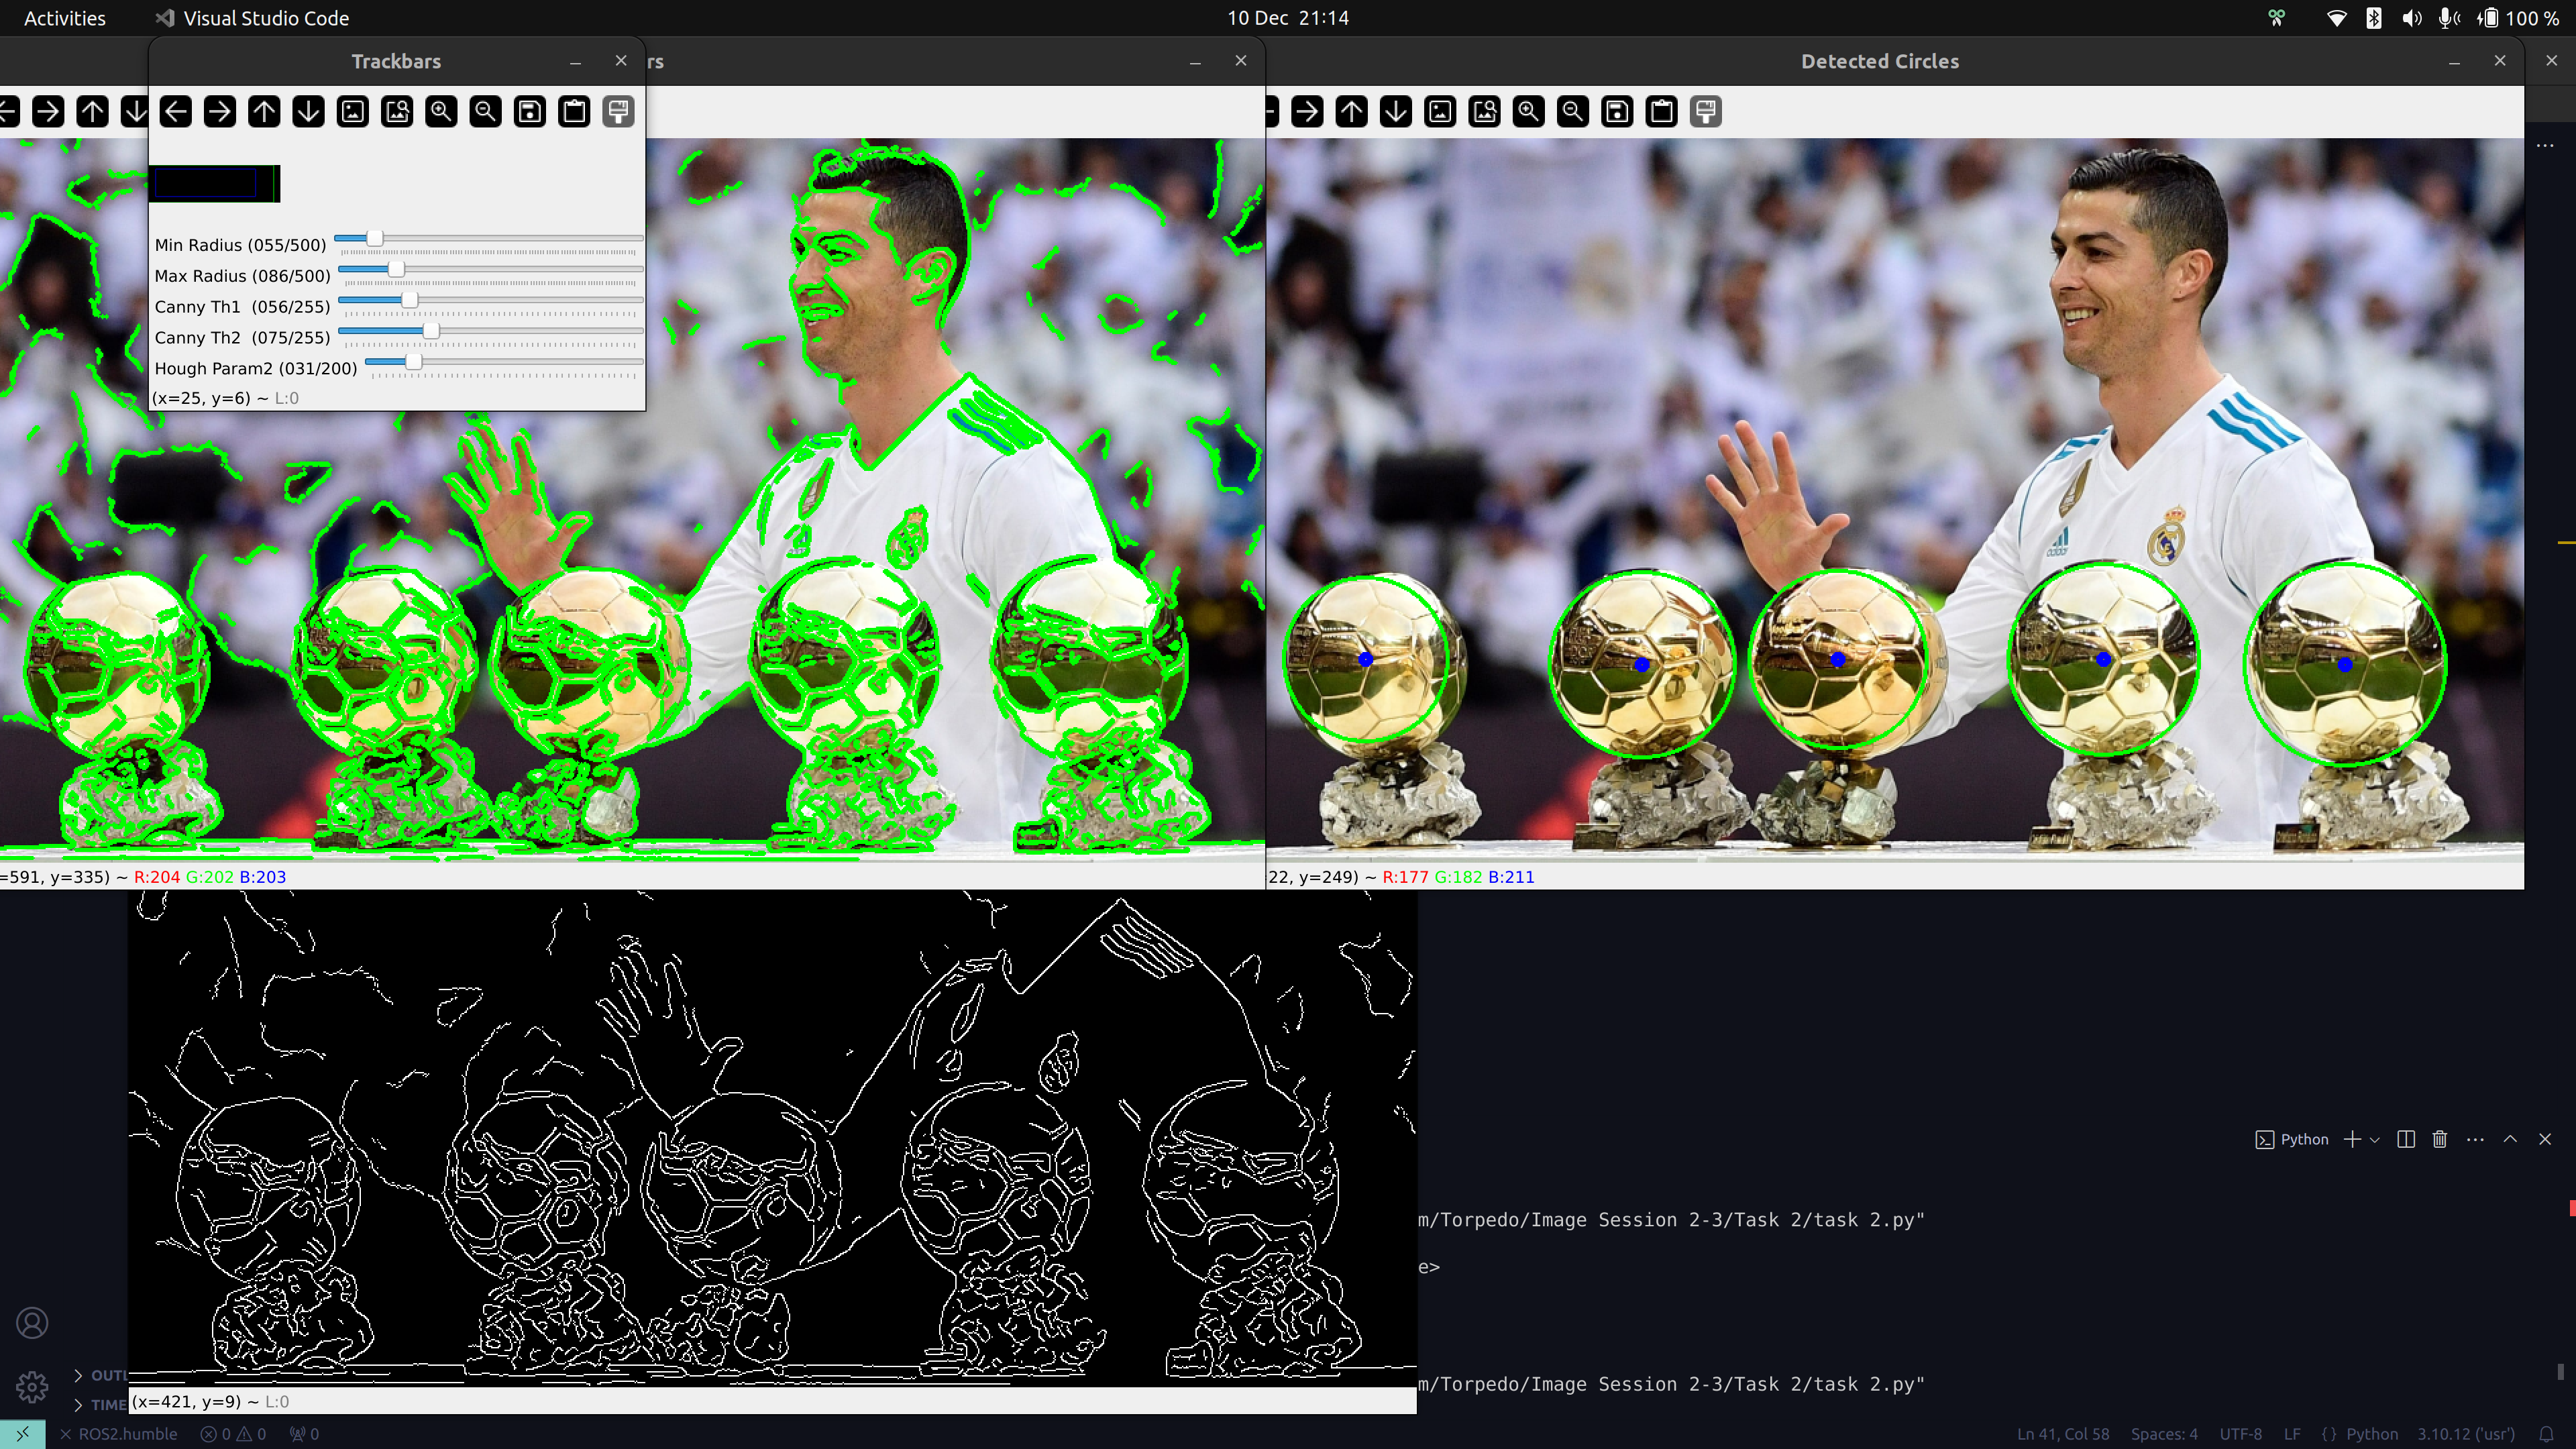 Activities Visual Studio Code 10 Dec 21:14 100 %
Trackbars rs Detected Circles
Min Radius (055/500)
Max Radius (086/500)
Canny Th1 (056/255)
Canny Th2 (075/255)
Hough Param2 (031/200)
(x=25, y=6) ~ L:0
adidas
=591, y=335) ~ R:204 G:202 B:203
22, y=249) ~ R:177 G:182 B:211
Python
m/Torpedo/Image Session 2-3/Task 2/task 2.py"
e>
OUTL
m/Torpedo/Image Session 2-3/Task 2/task 2.py"
TIME
(x=421, y=9) ~ L:0
ROS2.humble 0 0 0 Ln 41, Col 58 Spaces: 4 UTF-8 LF {} Python 3.10.12 ('usr')